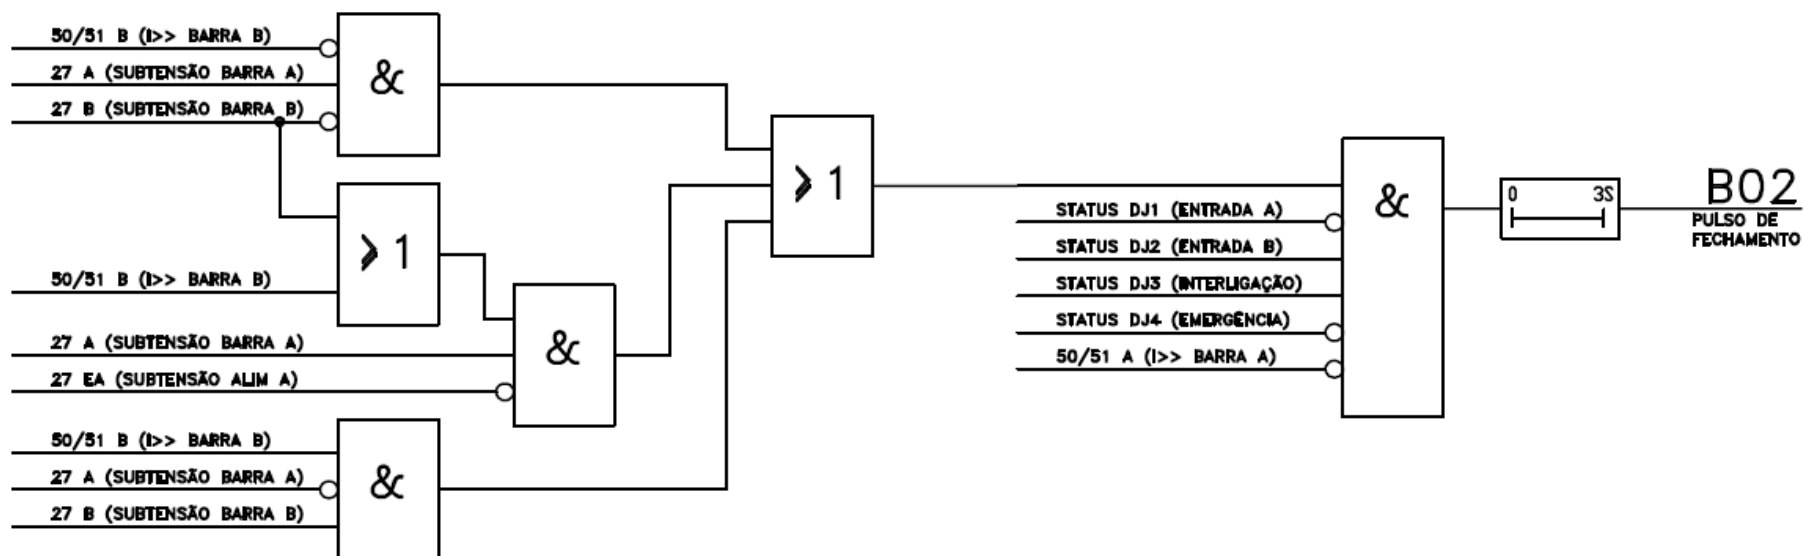 50/51 B (I>> BARRA B)
27 A (SUBTENSÃO BARRA A)
27 B (SUBTENSÃO BARRA B)
&
≥ 1
50/51 B (I>> BARRA B)
27 A (SUBTENSÃO BARRA A)
27 EA (SUBTENSÃO ALIM A)
&
50/51 B (I>> BARRA B)
27 A (SUBTENSÃO BARRA A)
27 B (SUBTENSÃO BARRA B)
&
≥ 1
STATUS DJ1 (ENTRADA A)
STATUS DJ2 (ENTRADA B)
STATUS DJ3 (INTERLIGAÇÃO)
STATUS DJ4 (EMERGÊNCIA)
50/51 A (I>> BARRA A)
&
0 3S
B02
PULSO DE
FECHAMENTO